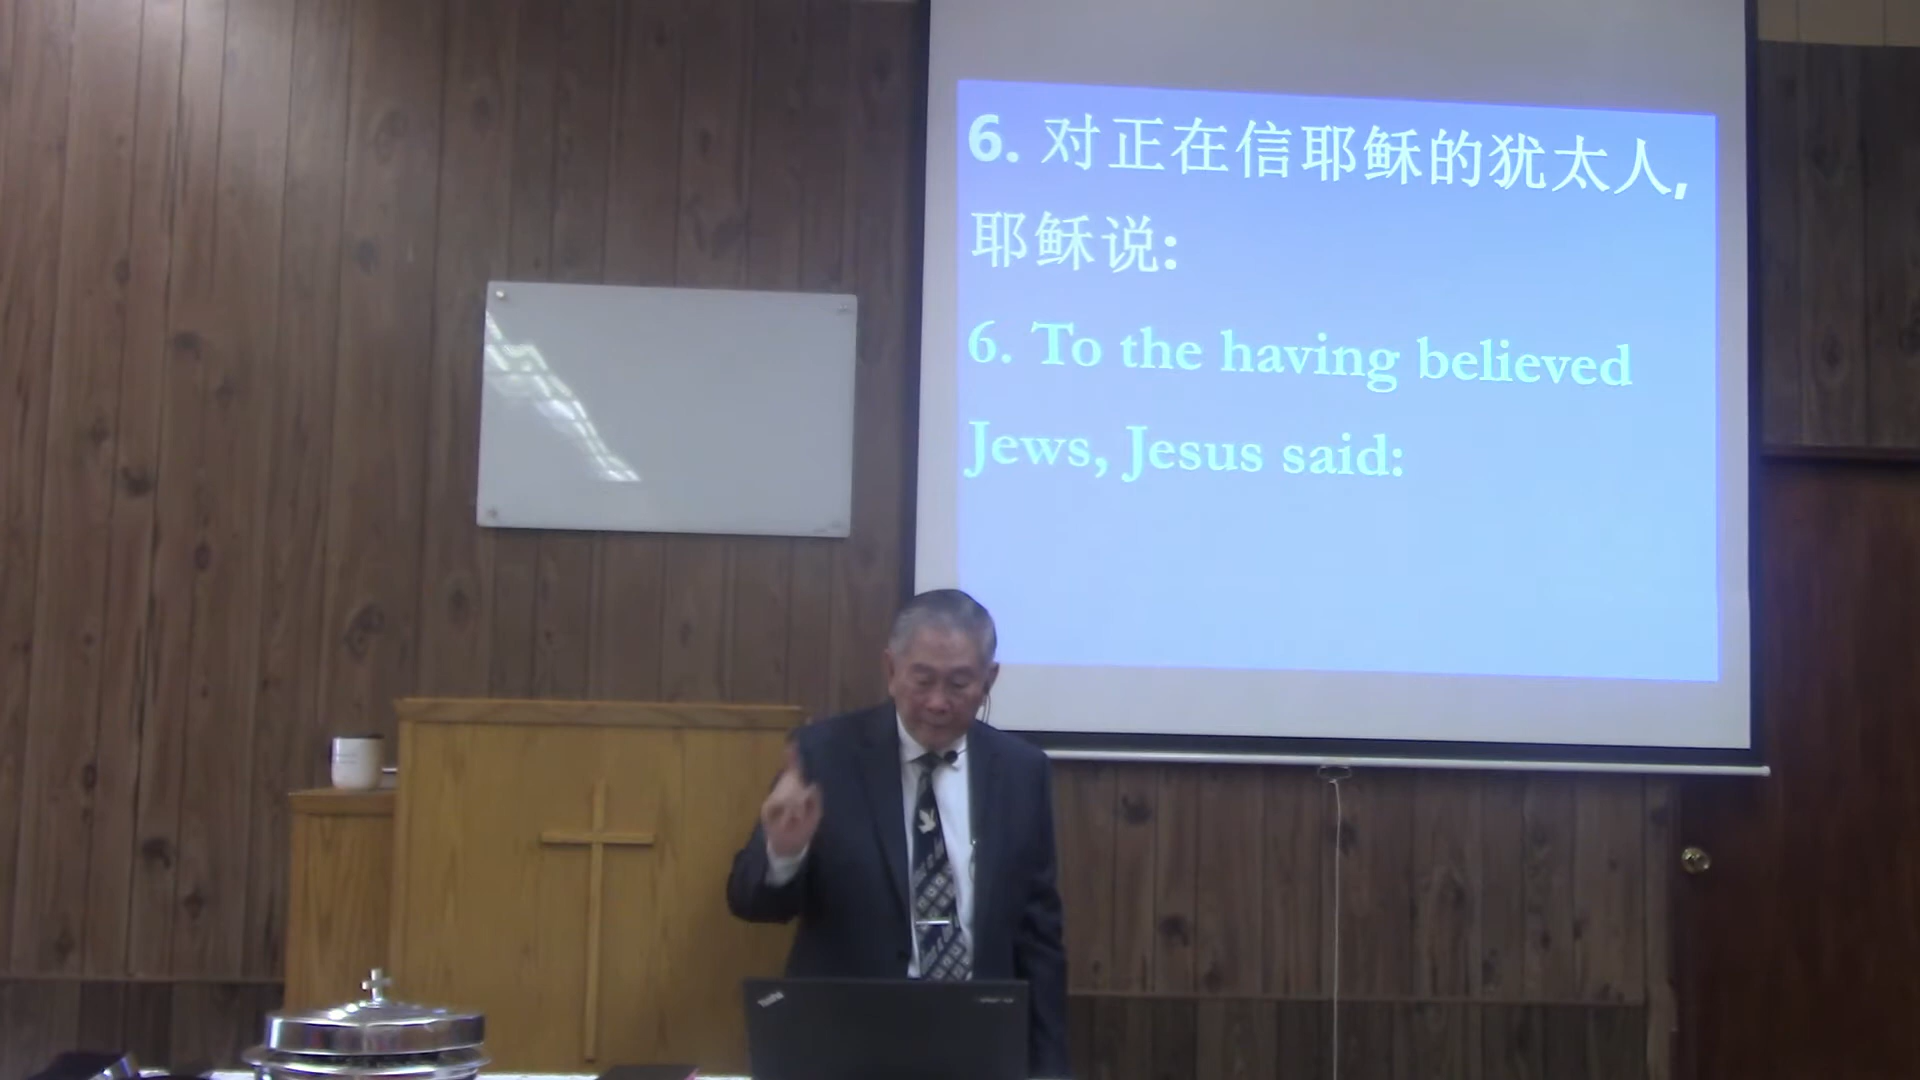 6. 对正在信耶稣的犹太人,
耶稣说:
6. To the having believed
Jews, Jesus said:
ThinkPad